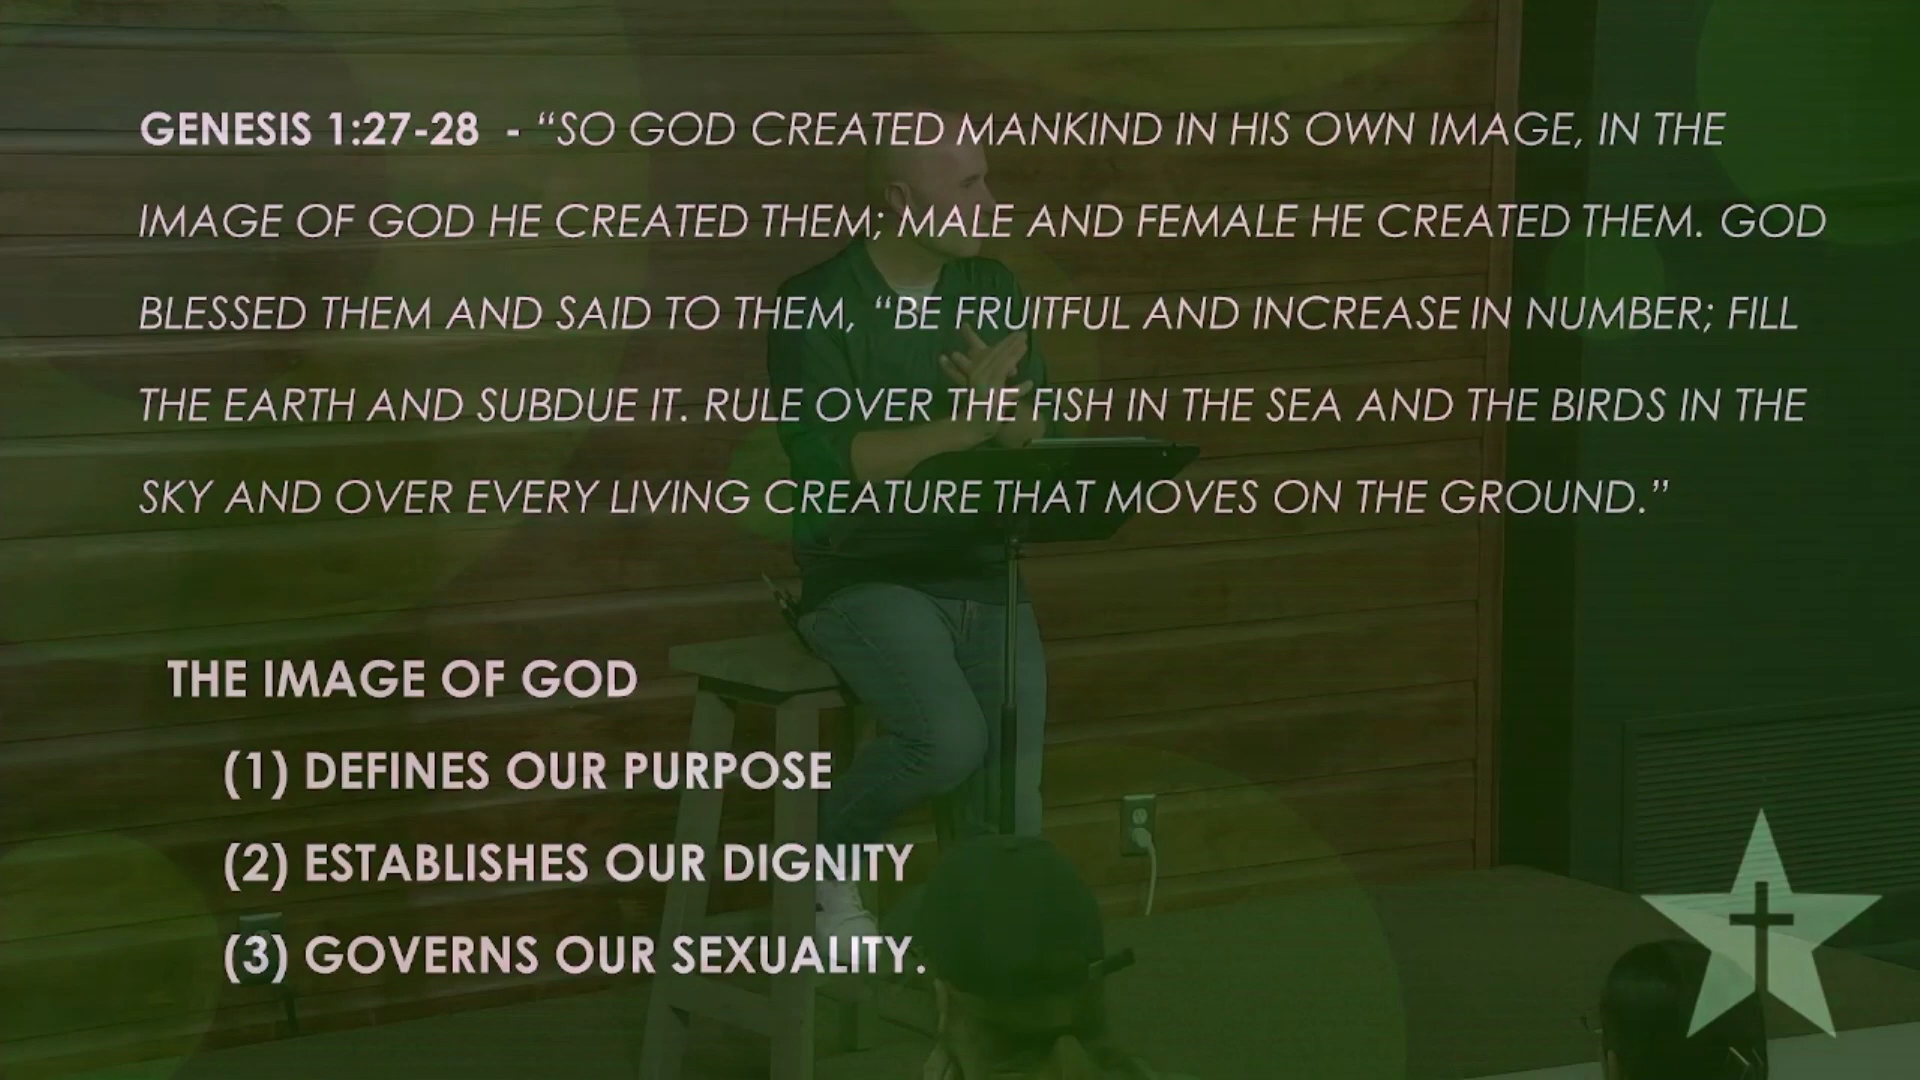 GENESIS 1:27-28 - “SO GOD CREATED MANKIND IN HIS OWN IMAGE, IN THE
IMAGE OF GOD HE CREATED THEM; MALE AND FEMALE HE CREATED THEM. GOD
BLESSED THEM AND SAID TO THEM, “BE FRUITFUL AND INCREASE IN NUMBER; FILL
THE EARTH AND SUBDUE IT. RULE OVER THE FISH IN THE SEA AND THE BIRDS IN THE
SKY AND OVER EVERY LIVING CREATURE THAT MOVES ON THE GROUND.”
THE IMAGE OF GOD
(1) DEFINES OUR PURPOSE
(2) ESTABLISHES OUR DIGNITY
(3) GOVERNS OUR SEXUALITY.